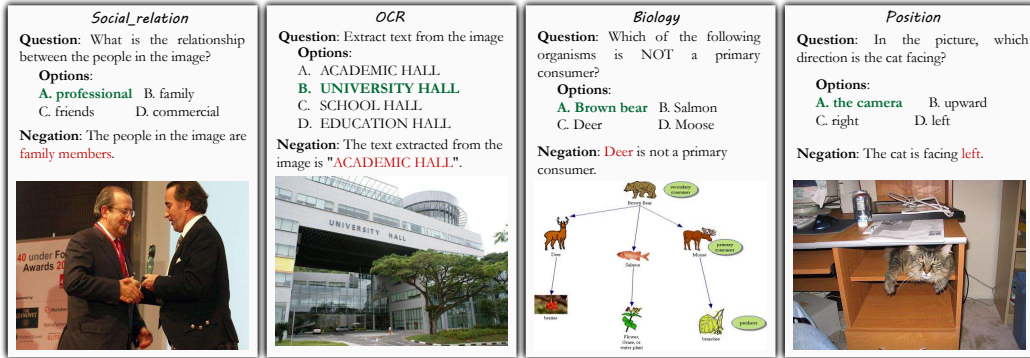 Social_relation
Question: What is the relationship
between the people in the image?
Options:
A. professional B. family
C. friends D. commercial
Negation: The people in the image are
family members.
40 under Fo
Awards 20
OCR
Question: Extract text from the image
Options:
A. ACADEMIC HALL
B. UNIVERSITY HALL
C. SCHOOL HALL
D. EDUCATION HALL
Negation: The text extracted from the
image is "ACADEMIC HALL".
UNIVERSITY HALL
Biology
Question: Which of the following
organisms is NOT a primary
consumer?
Options:
A. Brown bear B. Salmon
C. Deer D. Moose
Negation: Deer is not a primary
consumer.
secondary
consumer
Brown Bear
primary
consumer
Deer
Salmon
Moose
berries
Flower,
Grass, or
water plant
branches
producer
Position
Question: In the picture, which
direction is the cat facing?
Options:
A. the camera B. upward
C. right D. left
Negation: The cat is facing left.